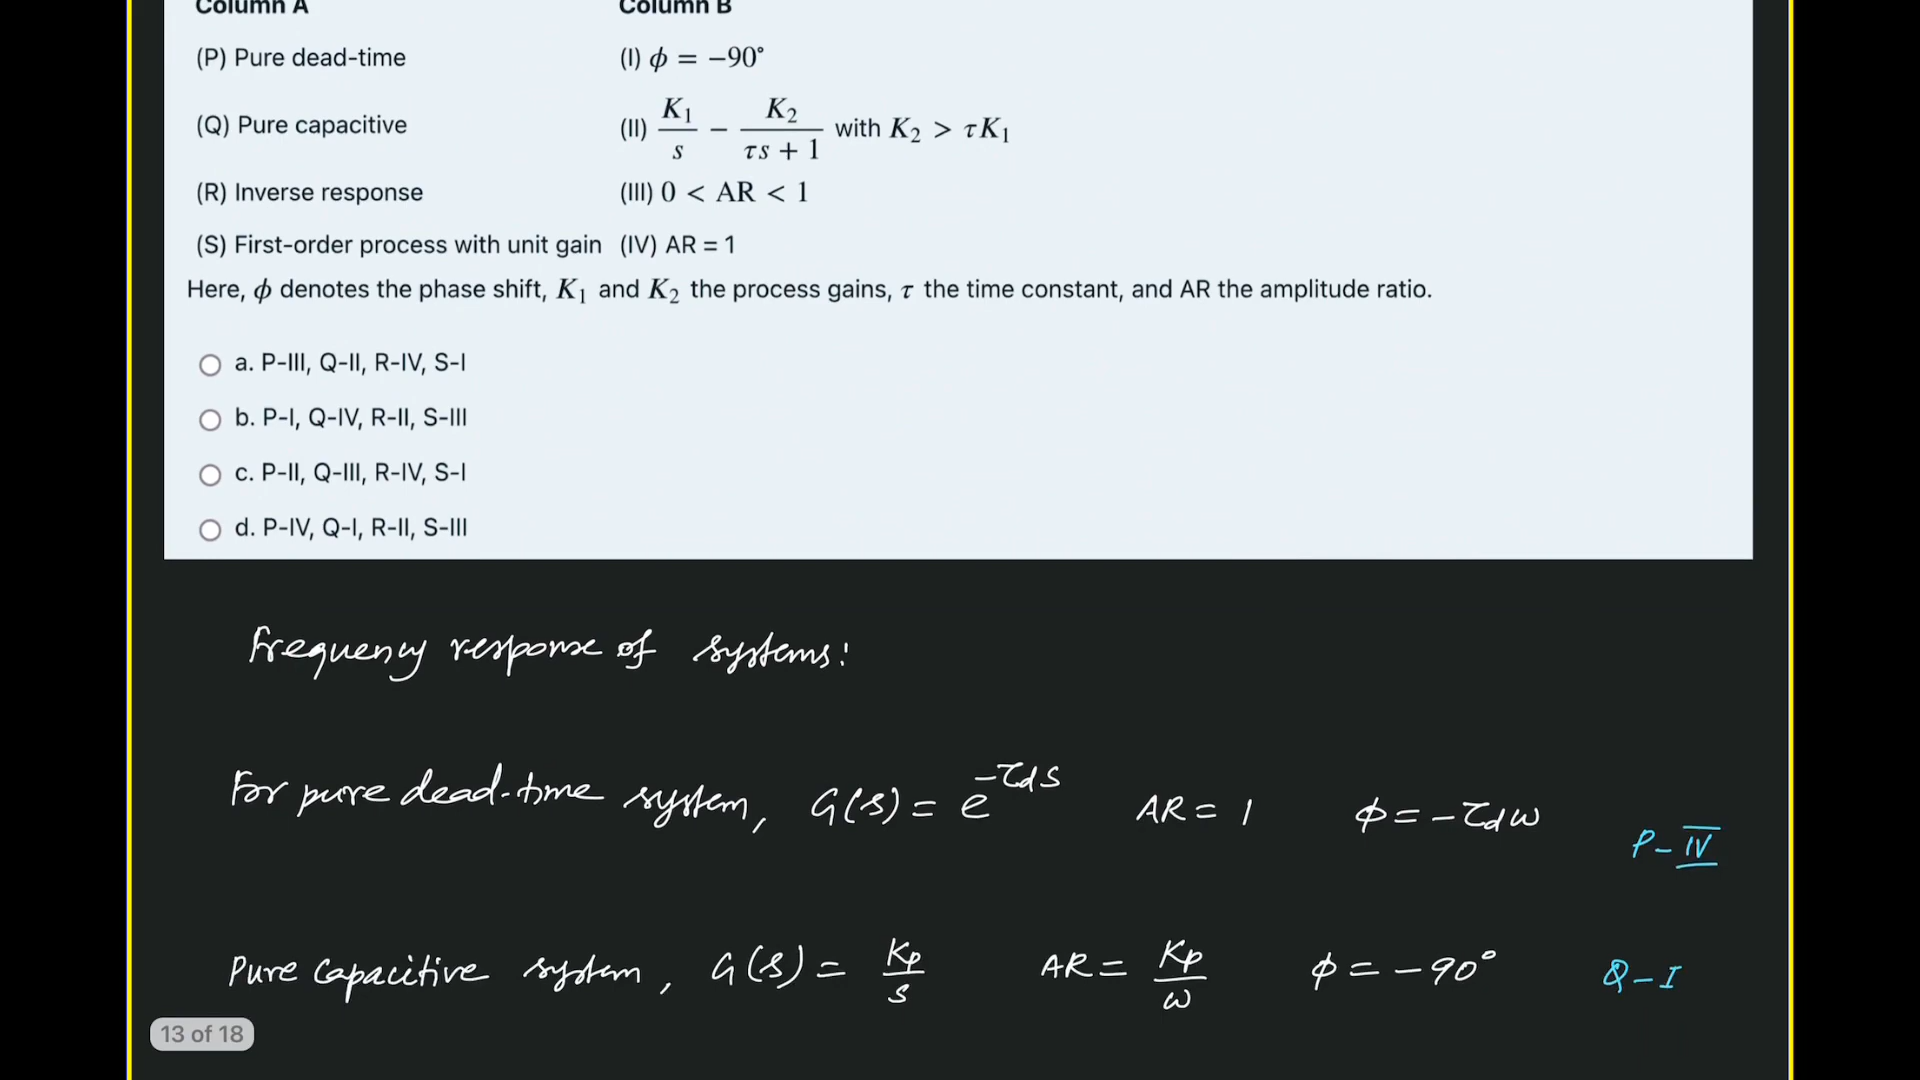 Column A Column B
(P) Pure dead-time (I) ϕ = −90°
(Q) Pure capacitive (II) K₁/s − K₂/(τs + 1) with K₂ > τK₁
(R) Inverse response (III) 0 < AR < 1
(S) First-order process with unit gain (IV) AR = 1
Here, ϕ denotes the phase shift, K₁ and K₂ the process gains, τ the time constant, and AR the amplitude ratio.
a. P-III, Q-II, R-IV, S-I
b. P-I, Q-IV, R-II, S-III
c. P-II, Q-III, R-IV, S-I
d. P-IV, Q-I, R-II, S-III
Frequency response of systems:
For pure dead-time system, G(s) = e^(−τds) AR = 1 ϕ = −τdω
P-IV
Pure Capacitive system, G(s) = Kp/s AR = Kp/ω ϕ = −90° Q-I
13 of 18